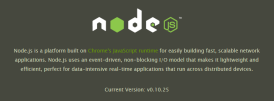 node JS
Node.js is a platform built on Chrome's JavaScript runtime for easily building fast, scalable network
applications. Node.js uses an event-driven, non-blocking I/O model that makes it lightweight and
efficient, perfect for data-intensive real-time applications that run across distributed devices.
Current Version: v0.10.25